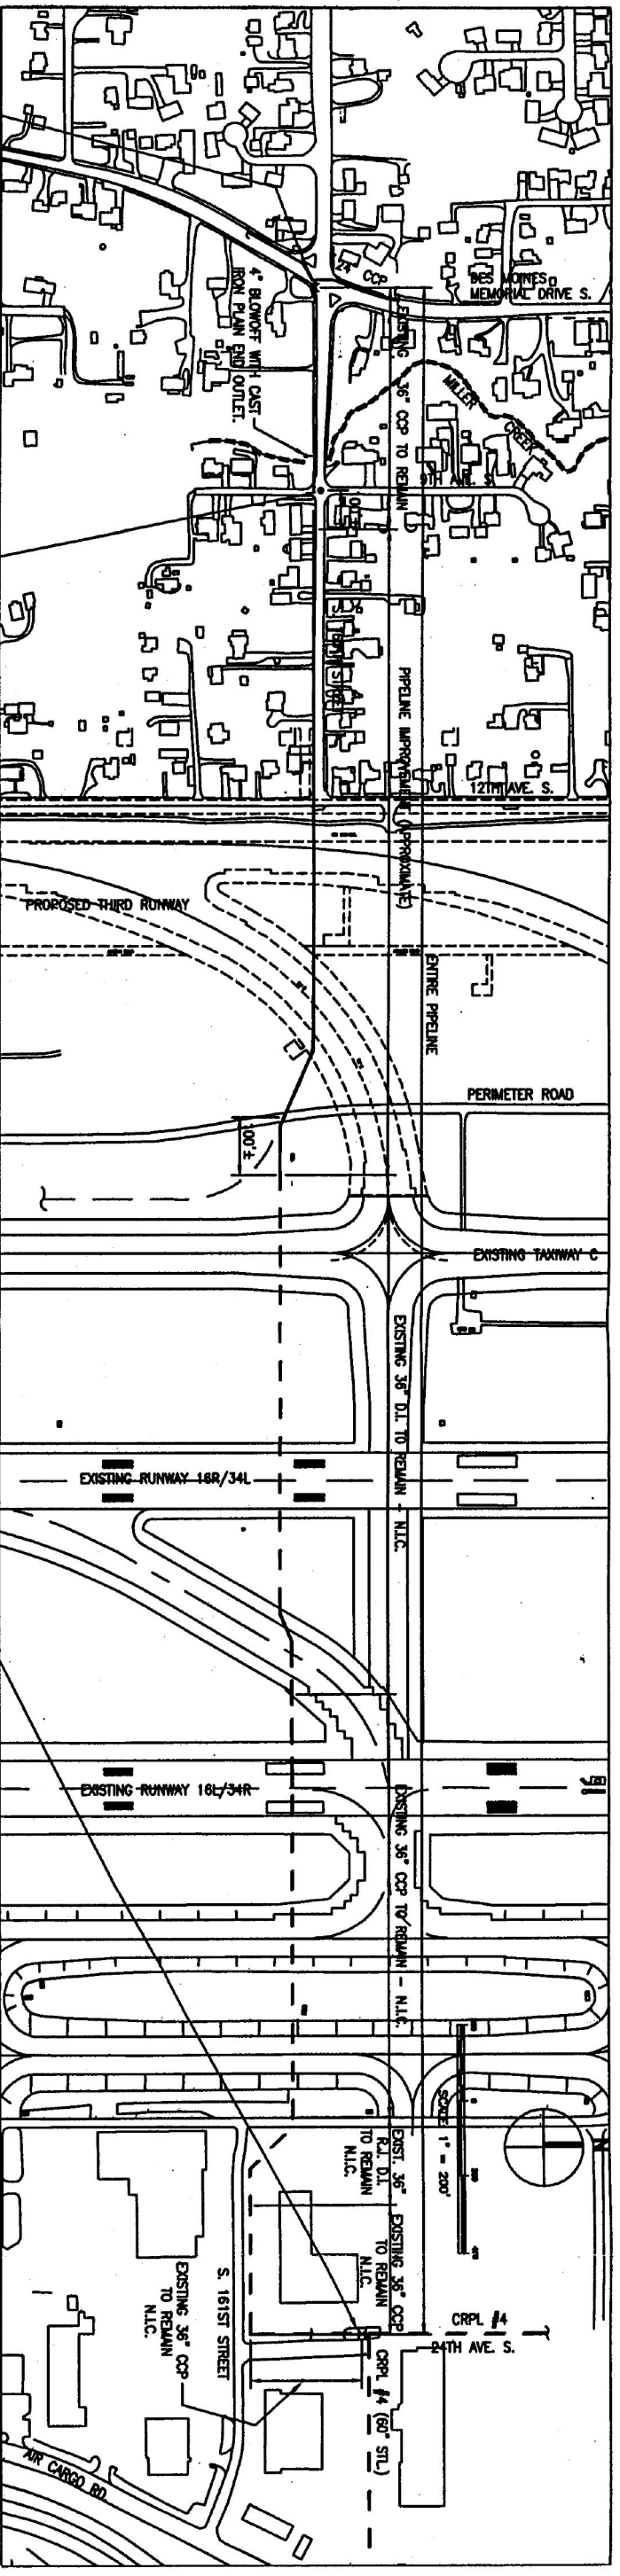 24" CCP
DES MOINES
MEMORIAL DRIVE S.
4" BLOWOFF WITH CAST
IRON PLAIN END OUTLET.
EXISTING 36" CCP TO REMAIN
MILLER CREEK
9TH AVE. S.
PIPELINE IMPROVEMENT (APPROXIMATE)
12TH AVE. S.
PROPOSED THIRD RUNWAY
ENTIRE PIPELINE
PERIMETER ROAD
100'±
EXISTING TAXIWAY C
EXISTING 36" D.I. TO REMAIN - N.I.C.
EXISTING RUNWAY 16R/34L
EXISTING RUNWAY 16L/34R
EXISTING 36" CCP TO REMAIN - N.I.C.
SCALE: 1" = 200'
N
EXIST. 36"
R.J. D.I.
TO REMAIN
N.I.C.
EXISTING 36" CCP
TO REMAIN
N.I.C.
S. 161ST STREET
EXISTING 36" CCP
TO REMAIN
N.I.C.
CRPL #4
24TH AVE. S.
CRPL #4 (60" STL.)
AIR CARGO RD.